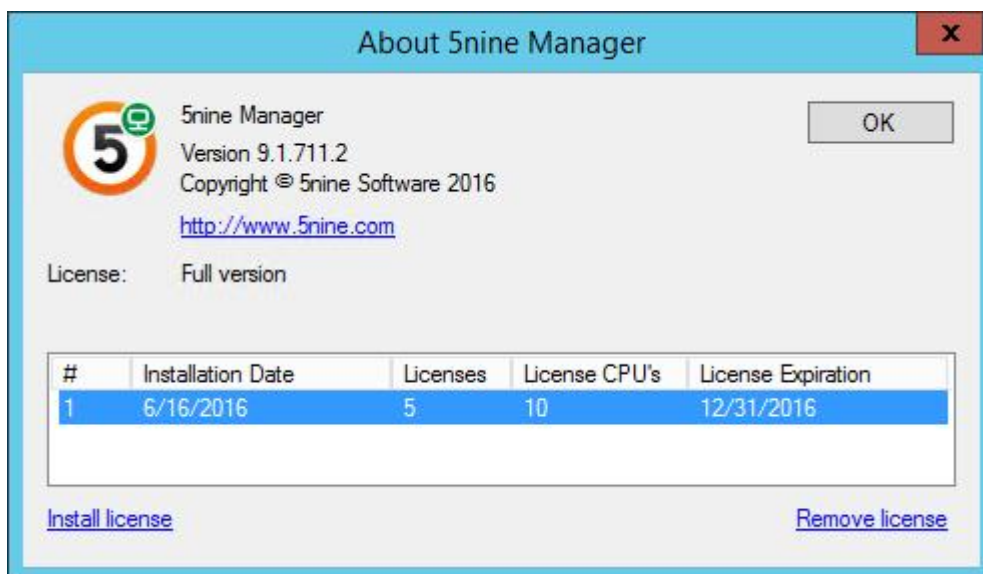 About 5nine Manager
x
5
5nine Manager
OK
Version 9.1.711.2
Copyright © 5nine Software 2016
http://www.5nine.com
License: Full version
# Installation Date Licenses License CPU's License Expiration
1 6/16/2016 5 10 12/31/2016
Install license Remove license